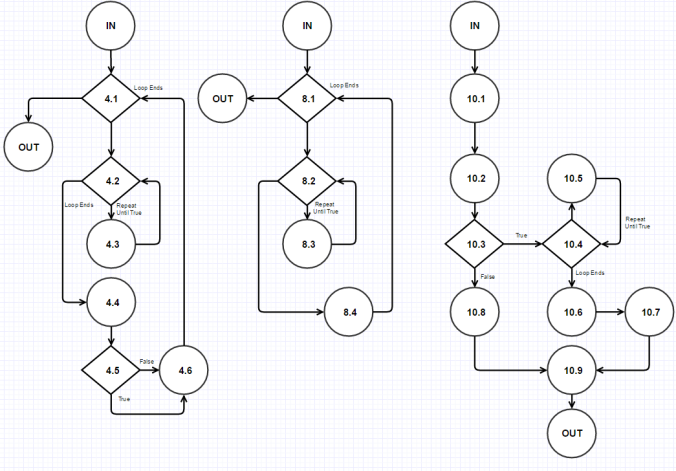 IN
4.1
Loop Ends
OUT
4.2
Loop Ends
Repeat
Until True
4.3
4.4
4.5
False
True
4.6
IN
OUT
8.1
Loop Ends
8.2
Repeat
Until True
8.3
8.4
IN
10.1
10.2
10.3
True
False
10.5
10.4
Repeat
Until True
Loop Ends
10.8
10.6
10.7
10.9
OUT